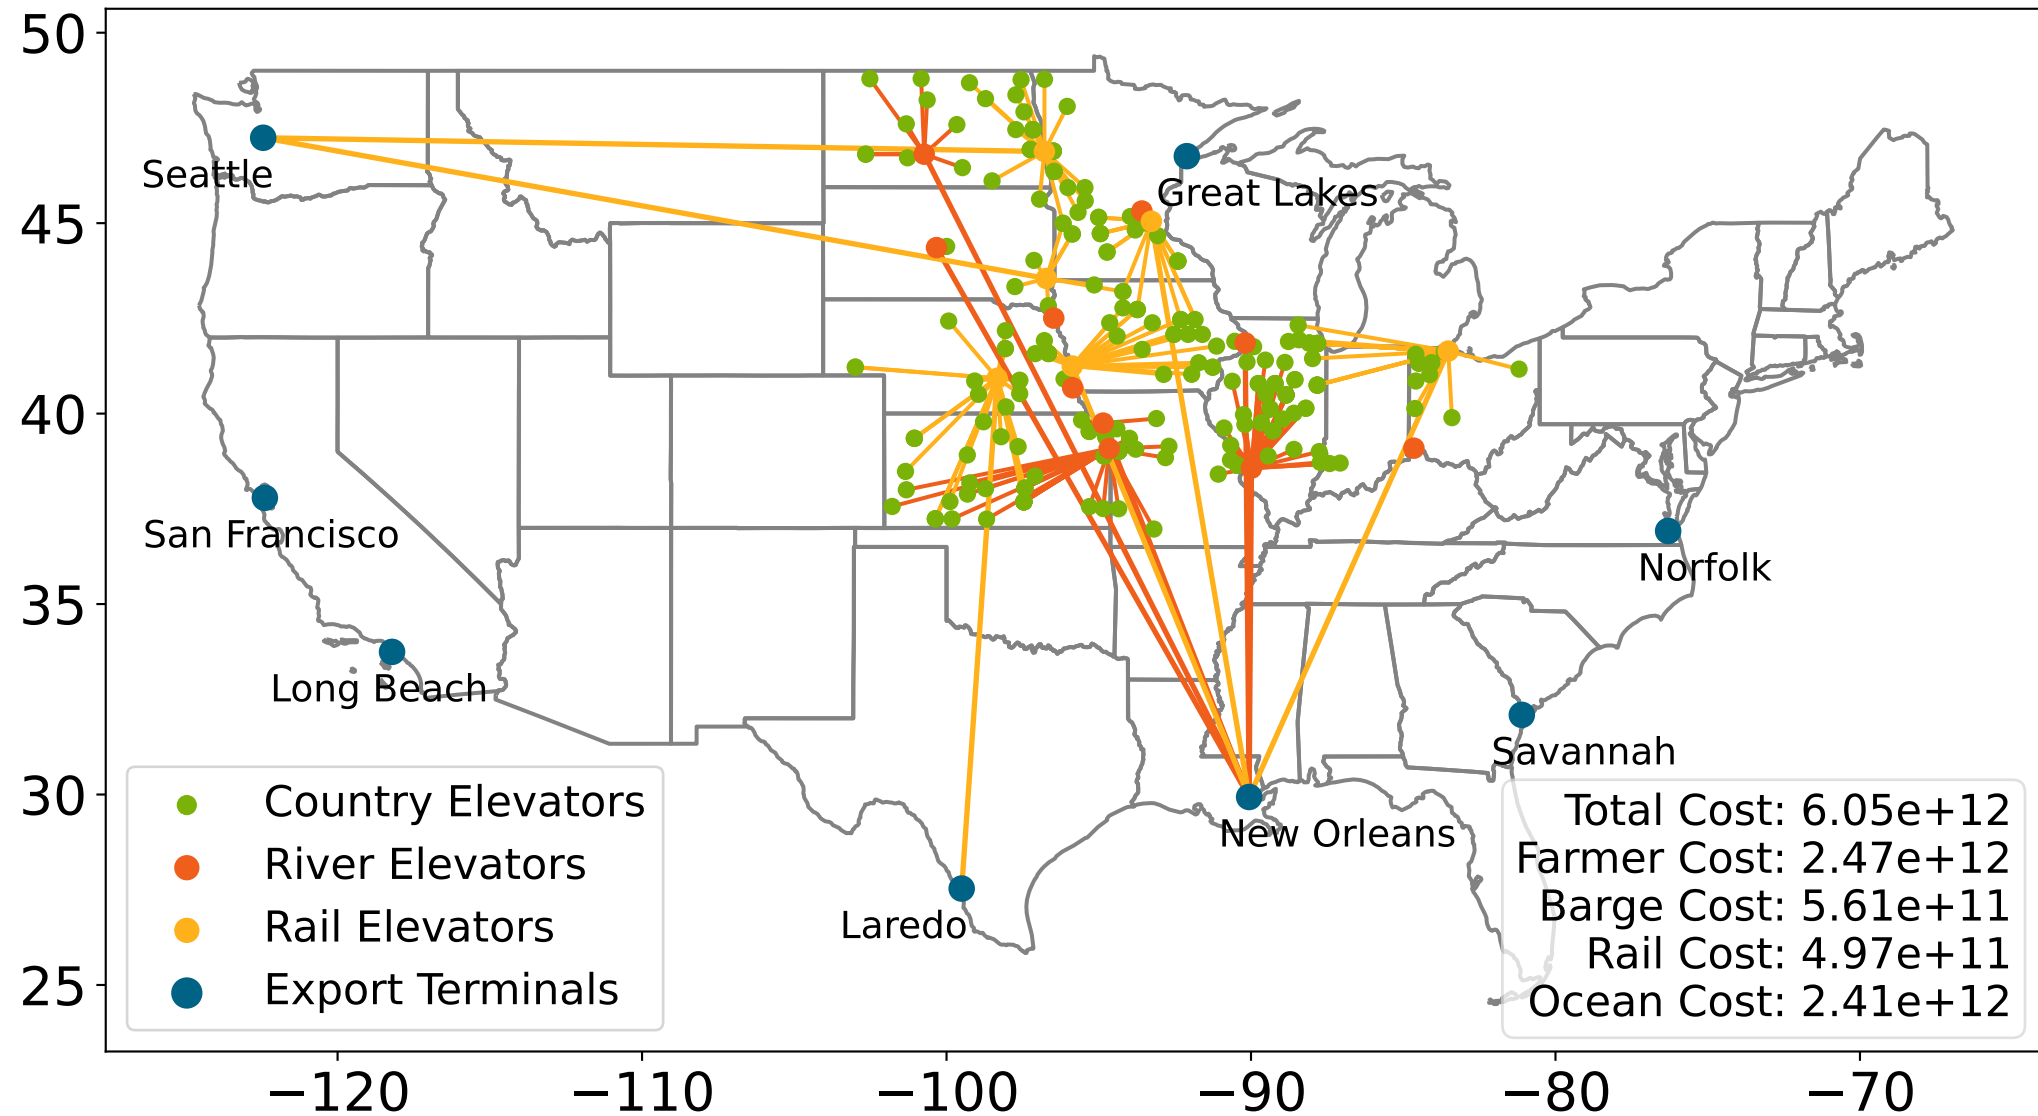 50
45
40
35
30
25
Seattle
Great Lakes
San Francisco
Norfolk
Long Beach
Savannah
New Orleans
Laredo
Country Elevators
River Elevators
Rail Elevators
Export Terminals
Total Cost: 6.05e+12
Farmer Cost: 2.47e+12
Barge Cost: 5.61e+11
Rail Cost: 4.97e+11
Ocean Cost: 2.41e+12
−120 −110 −100 −90 −80 −70